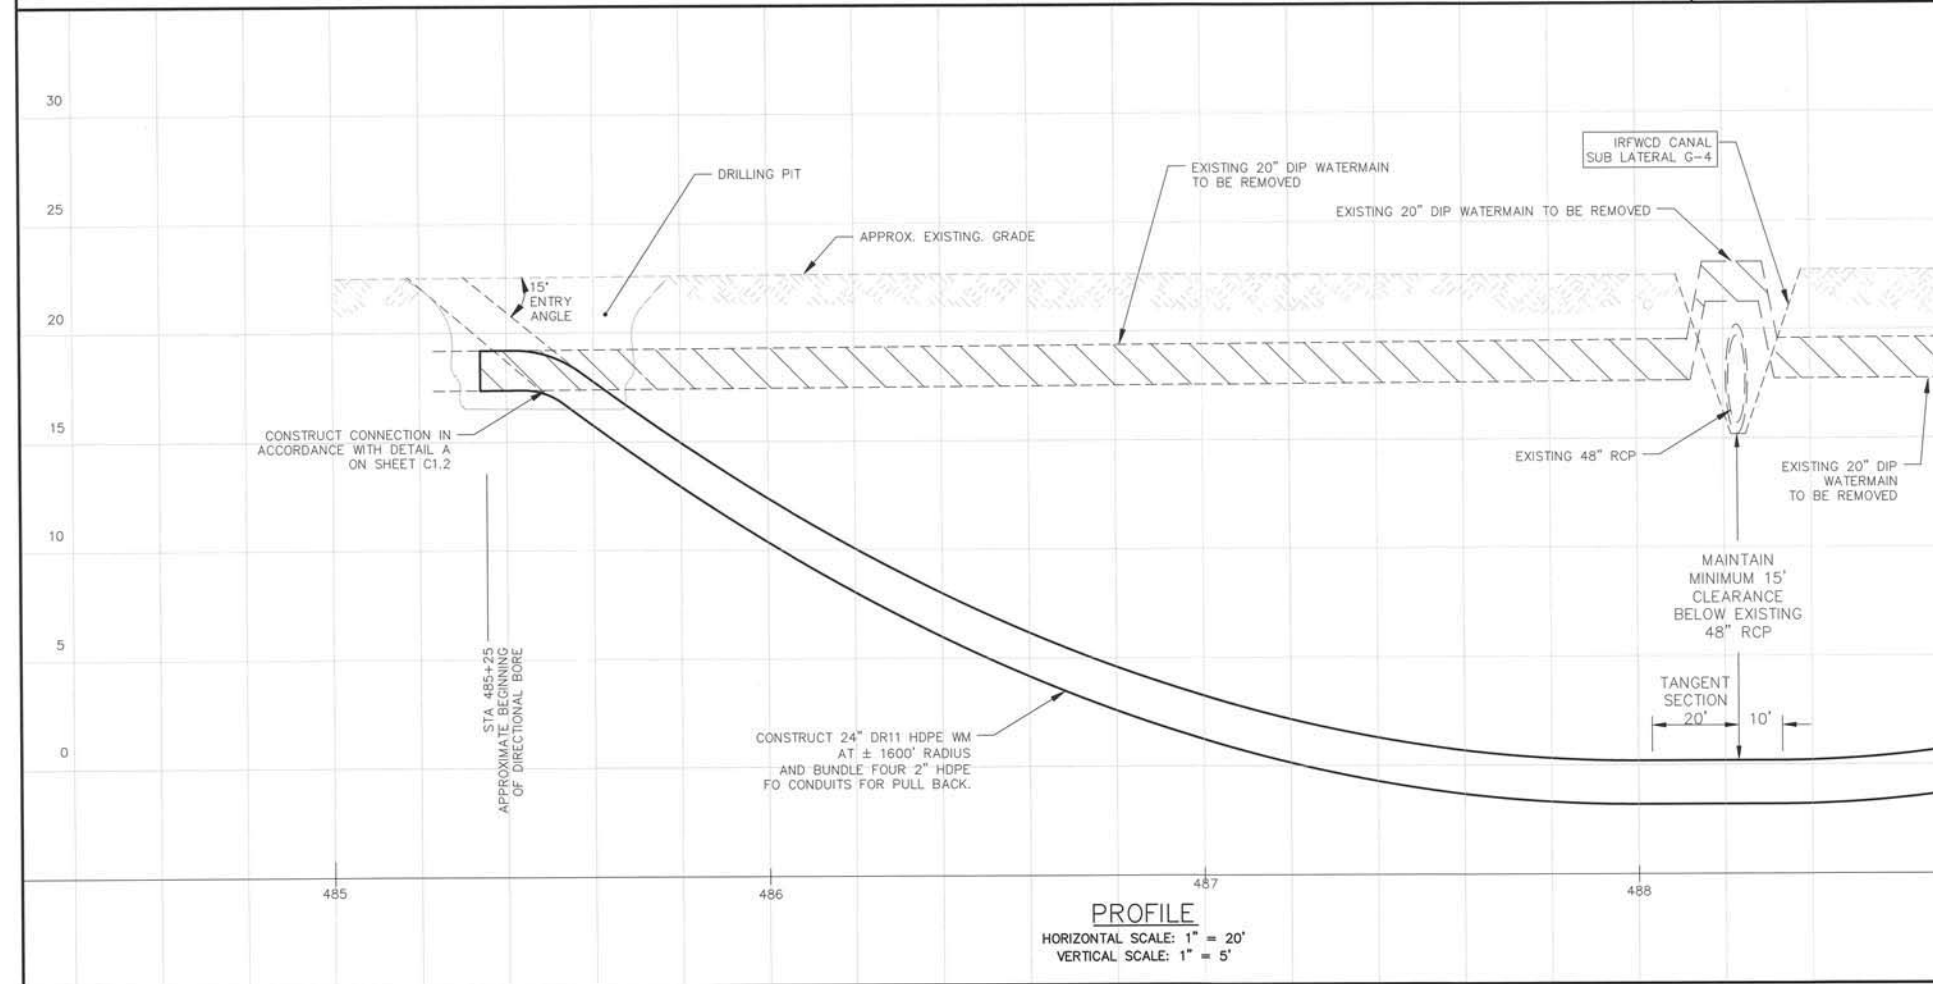 30
25
20
15
10
5
0
DRILLING PIT
EXISTING 20" DIP WATERMAIN
TO BE REMOVED
IRFWCD CANAL
SUB LATERAL G-4
EXISTING 20" DIP WATERMAIN TO BE REMOVED
APPROX. EXISTING. GRADE
15'
ENTRY
ANGLE
CONSTRUCT CONNECTION IN
ACCORDANCE WITH DETAIL A
ON SHEET C1.2
EXISTING 48" RCP
EXISTING 20" DIP
WATERMAIN
TO BE REMOVED
MAINTAIN
MINIMUM 15'
CLEARANCE
BELOW EXISTING
48" RCP
TANGENT
SECTION
20'
10'
STA 485+25
APPROXIMATE BEGINNING
OF DIRECTIONAL BORE
CONSTRUCT 24" DR11 HDPE WM
AT ± 1600' RADIUS
AND BUNDLE FOUR 2" HDPE
FO CONDUITS FOR PULL BACK.
485
486
487
488
PROFILE
HORIZONTAL SCALE: 1" = 20'
VERTICAL SCALE: 1" = 5'